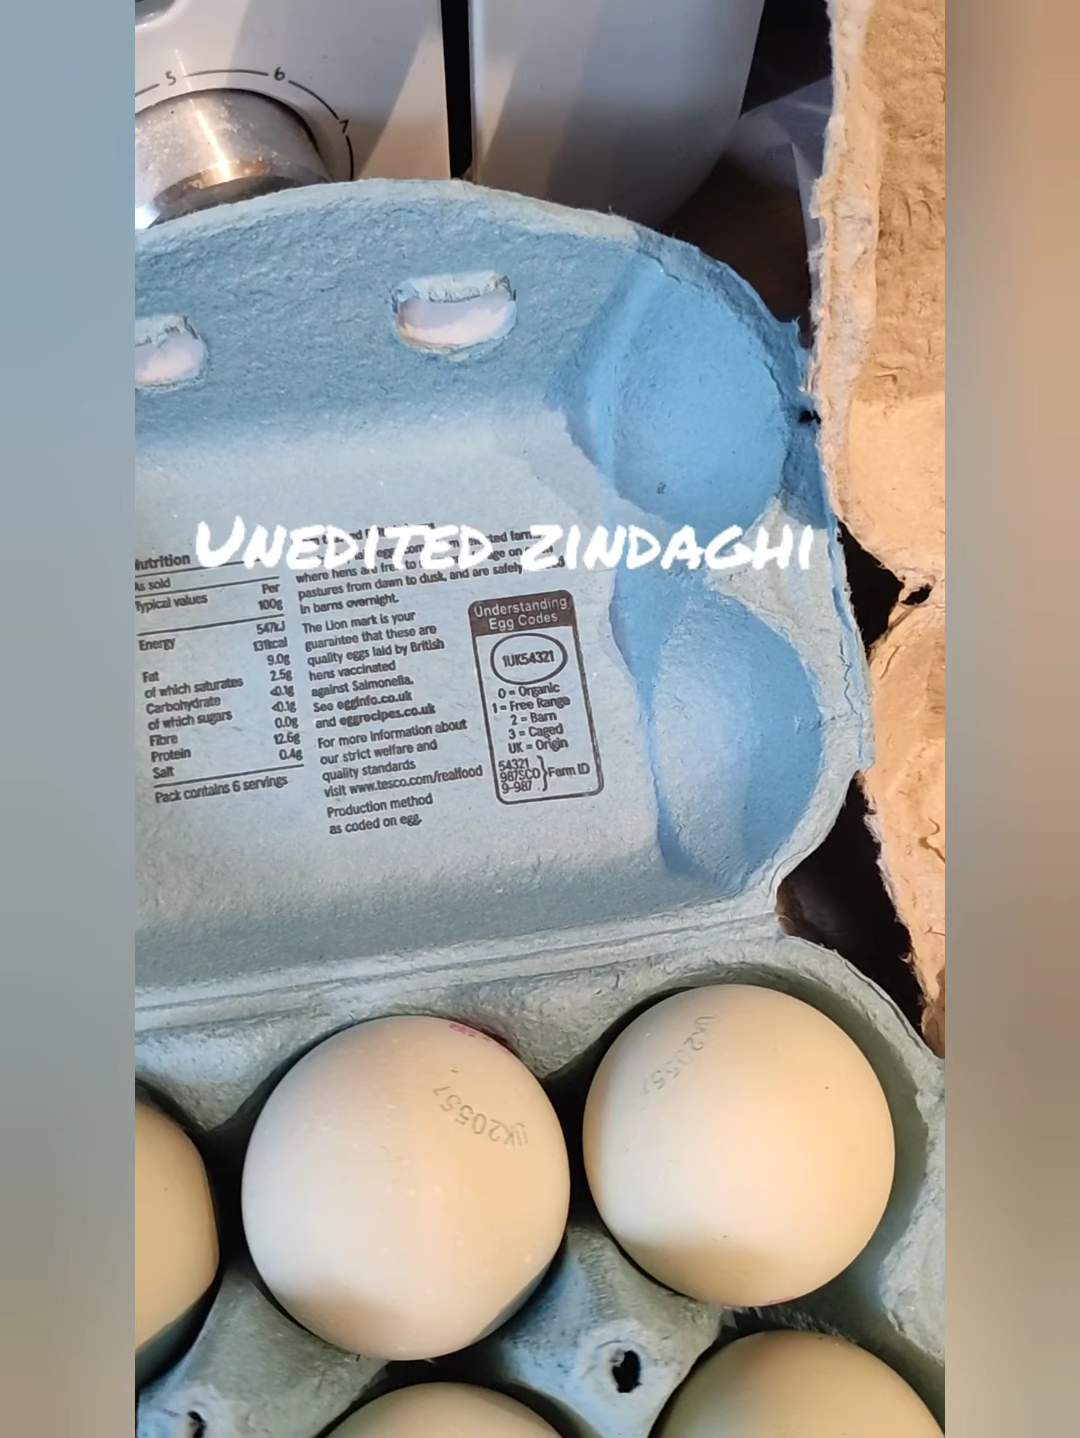 5 6 7
UNEDITED ZINDAGHI
Nutrition
As sold
Typical values Per
100g
Energy 547kJ
131kcal
Fat 9.0g
of which saturates 2.5g
Carbohydrate <0.1g
of which sugars <0.1g
Fibre 0.0g
Protein 12.6g
Salt 0.4g
Pack contains 6 servings
where hens are free to
pastures from dawn to dusk, and are safely
in barns overnight.
The Lion mark is your
guarantee that these are
quality eggs laid by British
hens vaccinated
against Salmonella.
See egginfo.co.uk
and eggrecipes.co.uk
For more information about
our strict welfare and
quality standards
visit www.tesco.com/realfood
Production method
as coded on egg.
Understanding
Egg Codes
1UK54321
0 = Organic
1 = Free Range
2 = Barn
3 = Caged
UK = Origin
54321
987SCO } Farm ID
9-987
UK20557
UK20557